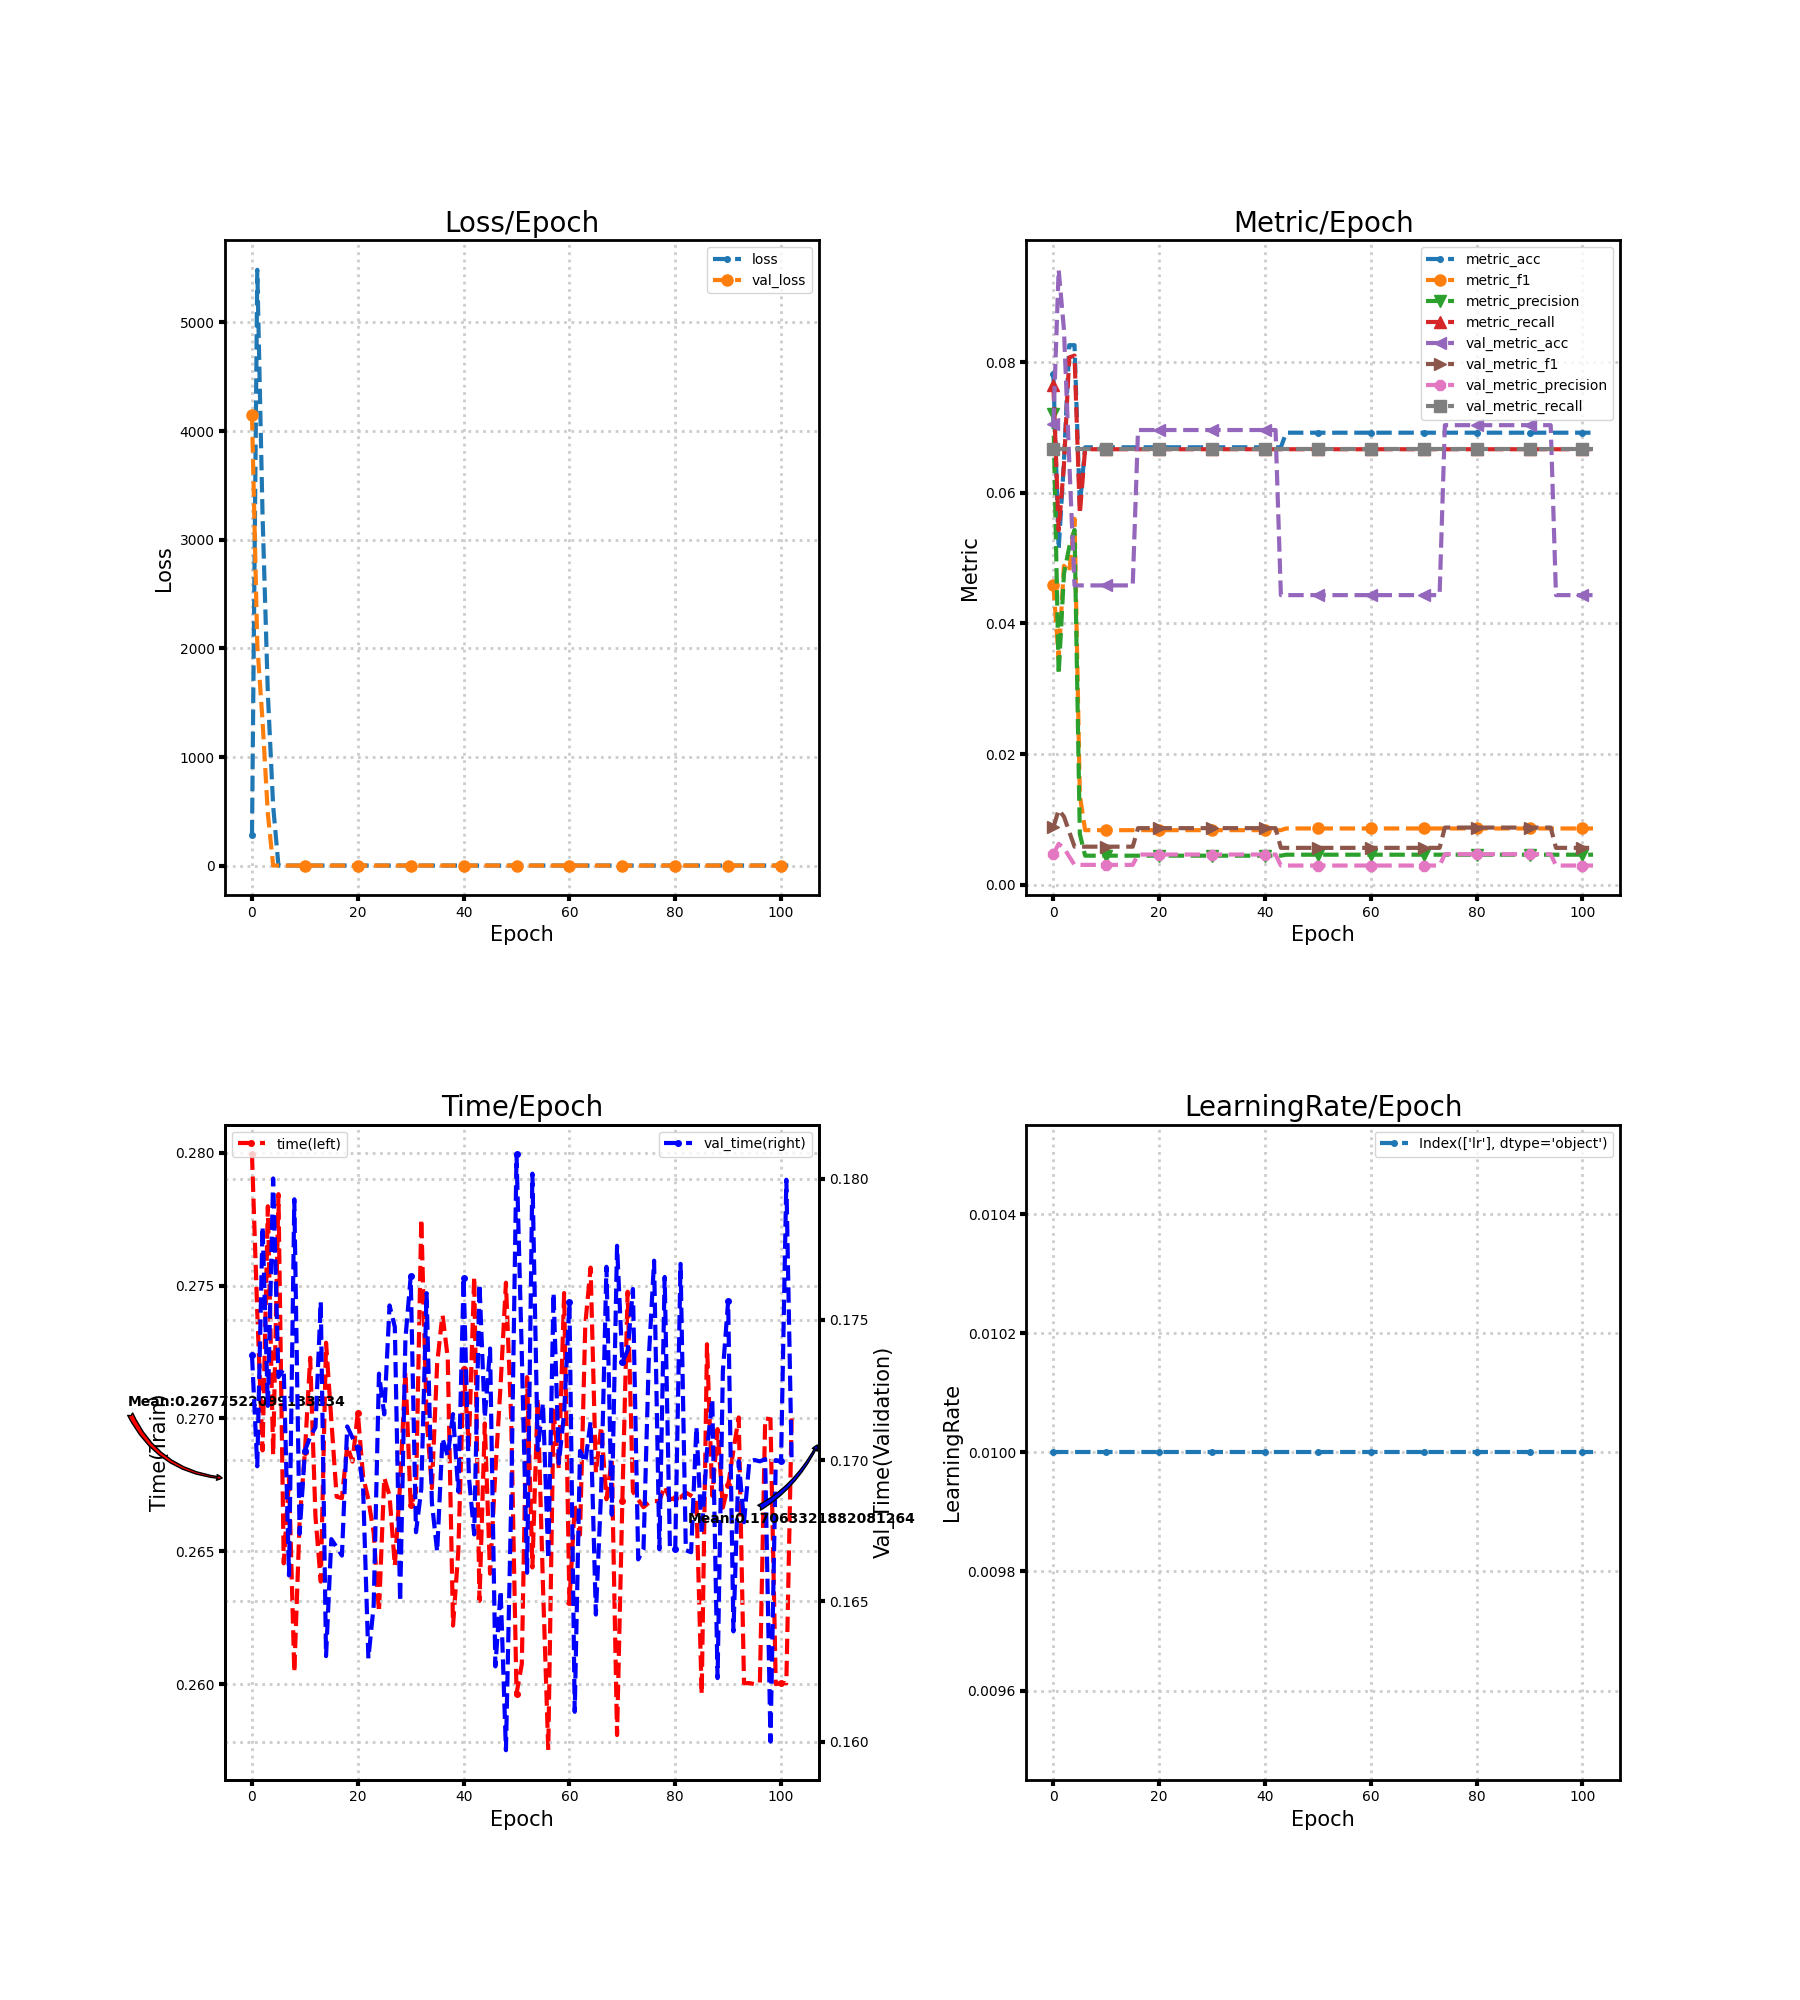 Loss/Epoch
loss
val_loss
5000
4000
3000
2000
1000
0
Loss
0 20 40 60 80 100
Epoch
Metric/Epoch
metric_acc
metric_f1
metric_precision
metric_recall
val_metric_acc
val_metric_f1
val_metric_precision
val_metric_recall
0.08
0.06
0.04
0.02
0.00
Metric
0 20 40 60 80 100
Epoch
Time/Epoch
time(left)
val_time(right)
0.280
0.275
0.270
0.265
0.260
Time(Train)
0.180
0.175
0.170
0.165
0.160
Val_Time(Validation)
Mean:0.17063321882081264
0 20 40 60 80 100
Epoch
LearningRate/Epoch
Index(['lr'], dtype='object')
0.0104
0.0102
0.0100
0.0098
0.0096
LearningRate
0 20 40 60 80 100
Epoch